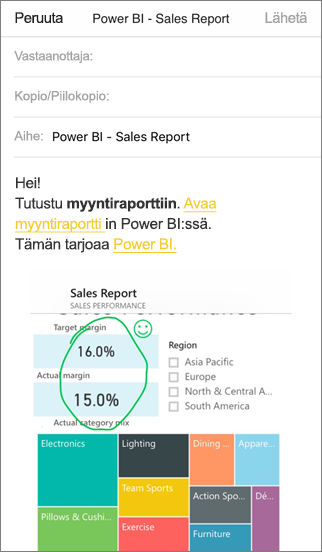 Peruuta Power BI - Sales Report Lähetä
Vastaanottaja:
Kopio/Piilokopio:
Aihe: Power BI - Sales Report
Hei!
Tutustu myyntiraporttiin. Avaa
myyntiraportti in Power BI:ssä.
Tämän tarjoaa Power BI.
Sales Report
SALES PERFORMANCE
Target margin
16.0%
Actual margin
15.0%
Actual category mix
Region
Asia Pacific
Europe
North & Central A...
South America
Electronics Lighting Dining ... Appare...
Team Sports
Action Spo... Dé...
Pillows & Cushi... Exercise Furniture